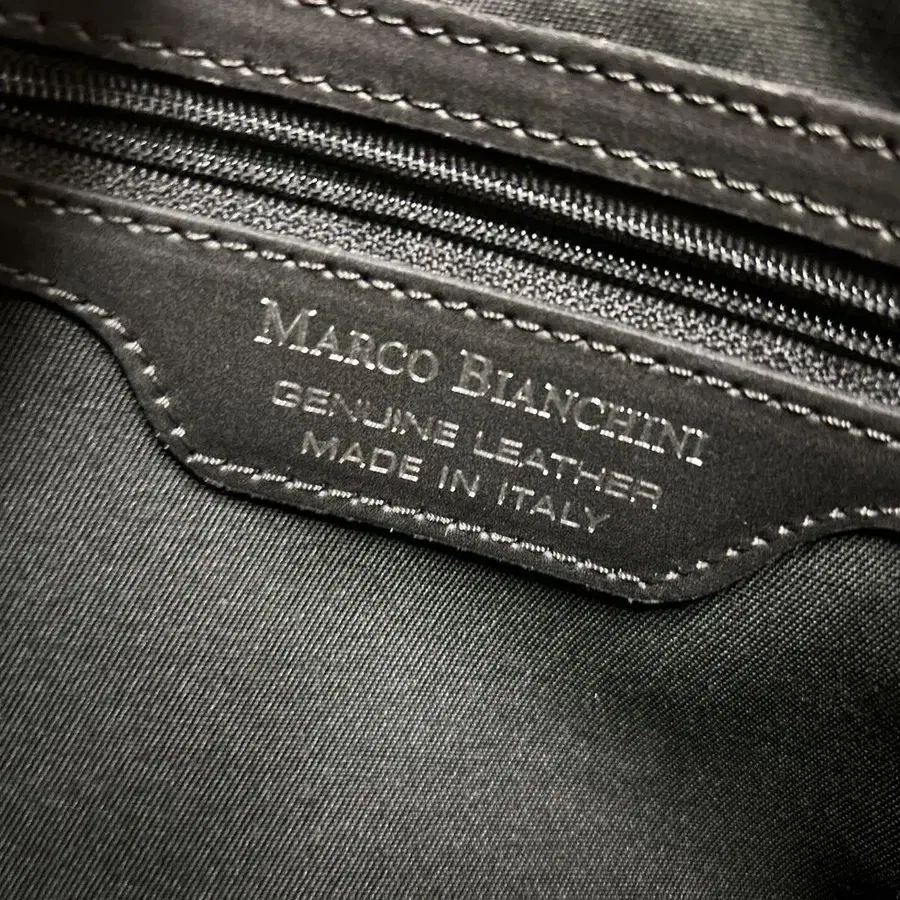 MARCO BIANCHINI
GENUINE LEATHER
MADE IN ITALY